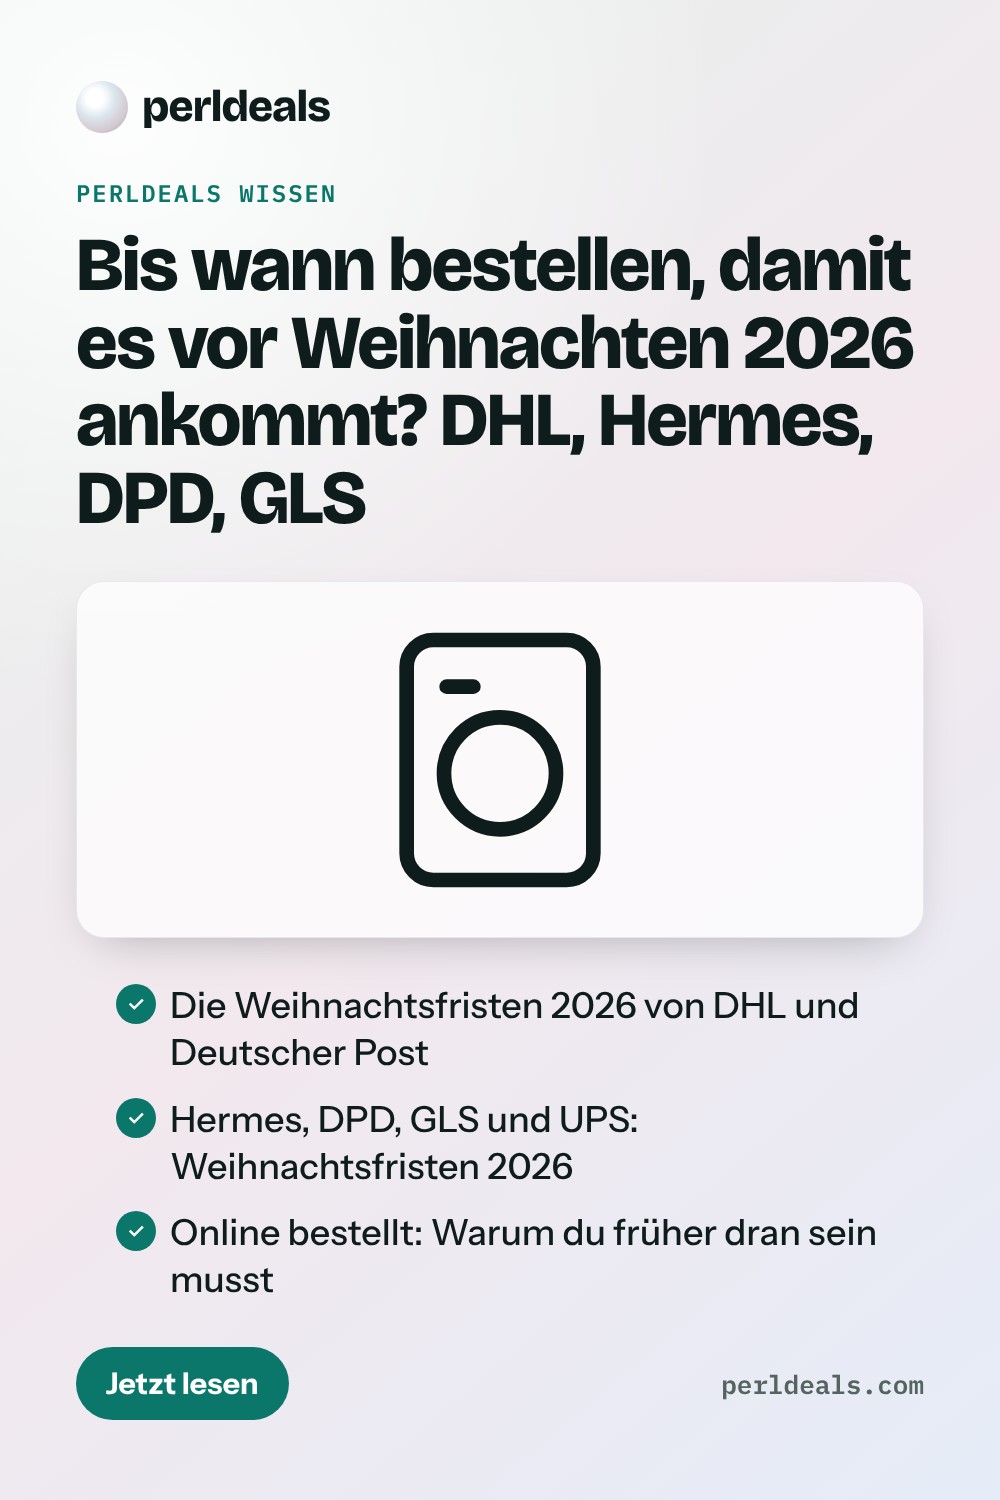 perldeals
PERLDEALS WISSEN
Bis wann bestellen, damit
es vor Weihnachten 2026
ankommt? DHL, Hermes,
DPD, GLS
Die Weihnachtsfristen 2026 von DHL und
Deutscher Post
Hermes, DPD, GLS und UPS:
Weihnachtsfristen 2026
Online bestellt: Warum du früher dran sein
musst
Jetzt lesen
perldeals.com